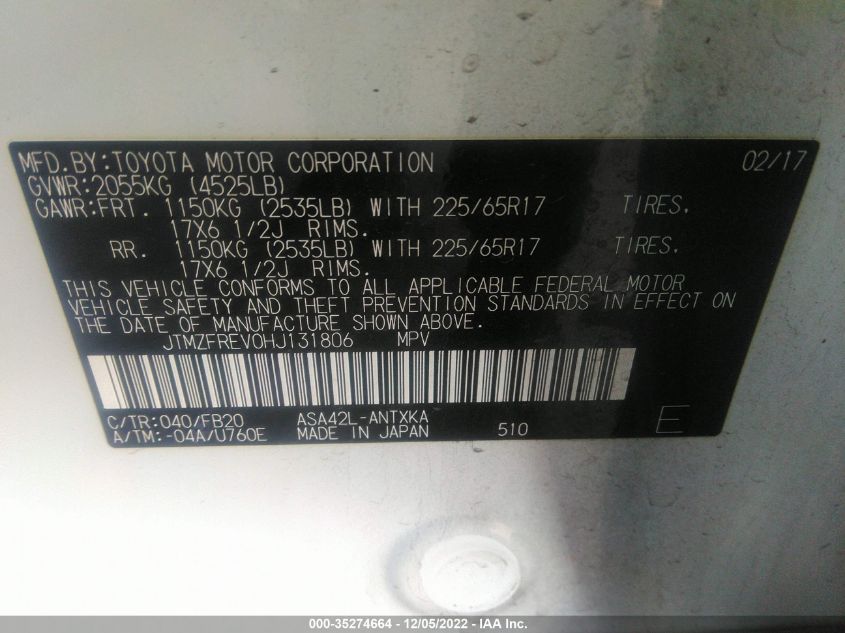 MFD.BY:TOYOTA MOTOR CORPORATION 02/17
GVWR:2055KG (4525LB)
GAWR:FRT. 1150KG (2535LB) WITH 225/65R17 TIRES,
17X6 1/2J RIMS.
RR. 1150KG (2535LB) WITH 225/65R17 TIRES.
17X6 1/2J RIMS.
THIS VEHICLE CONFORMS TO ALL APPLICABLE FEDERAL MOTOR
VEHICLE SAFETY AND THEFT PREVENTION STANDARDS IN EFFECT ON
THE DATE OF MANUFACTURE SHOWN ABOVE.
JTMZFREV0HJ131806 MPV
C/TR:040/FB20 ASA42L-ANTXKA
A/TM:-04A/U760E MADE IN JAPAN 510 E
000-35274664 - 12/05/2022 - Copyright © 2022 IAA, Inc.